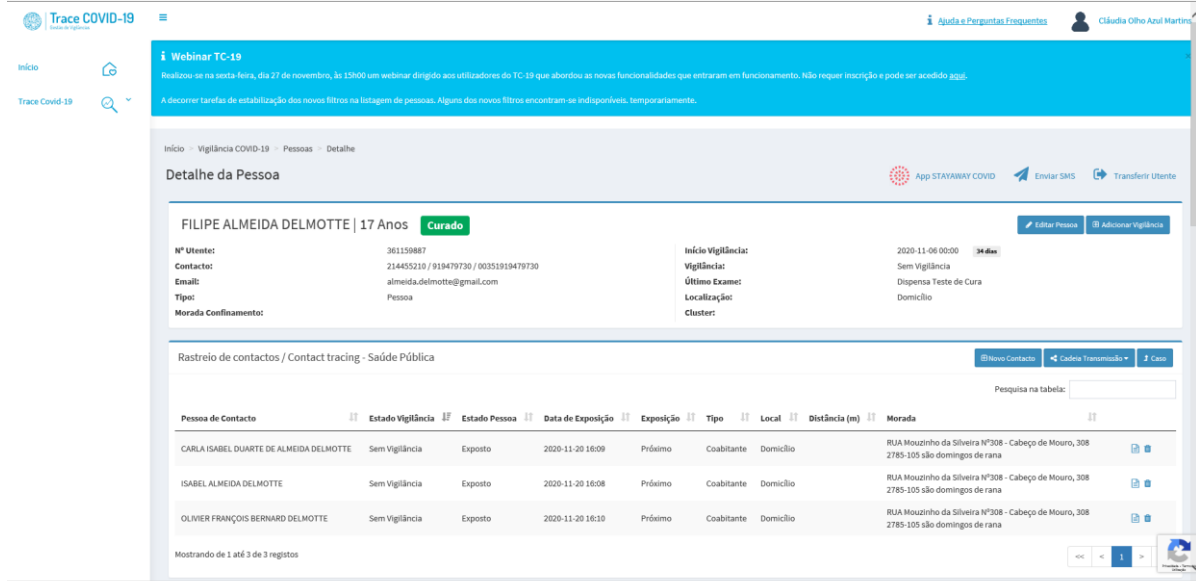 Trace COVID-19
Gestão de Vigilâncias
Ajuda e Perguntas Frequentes
Cláudia Olho Azul Martins
Início
Trace Covid-19
Webinar TC-19
Realizou-se na sexta-feira, dia 27 de novembro, às 15h00 um webinar dirigido aos utilizadores do TC-19 que abordou as novas funcionalidades que entraram em funcionamento. Não requer inscrição e pode ser acedido aqui.
A decorrer tarefas de estabilização dos novos filtros na listagem de pessoas. Alguns dos novos filtros encontram-se indisponíveis. temporariamente.
Início > Vigilância COVID-19 > Pessoas > Detalhe
Detalhe da Pessoa
App STAYAWAY COVID Enviar SMS Transferir Utente
FILIPE ALMEIDA DELMOTTE | 17 Anos Curado
Editar Pessoa Adicionar Vigilância
Nº Utente: 361159887 Início Vigilância: 2020-11-06 00:00 34 dias
Contacto: 214455210 / 919479730 / 00351919479730 Vigilância: Sem Vigilância
Email: almeida.delmotte@gmail.com Último Exame: Dispensa Teste de Cura
Tipo: Pessoa Localização: Domicílio
Morada Confinamento: Cluster:
Rastreio de contactos / Contact tracing - Saúde Pública
Novo Contacto Cadeia Transmissão Caso
Pesquisa na tabela:
Pessoa de Contacto Estado Vigilância Estado Pessoa Data de Exposição Exposição Tipo Local Distância (m) Morada
CARLA ISABEL DUARTE DE ALMEIDA DELMOTTE Sem Vigilância Exposto 2020-11-20 16:09 Próximo Coabitante Domicílio RUA Mouzinho da Silveira Nº308 - Cabeço de Mouro, 308
2785-105 são domingos de rana
ISABEL ALMEIDA DELMOTTE Sem Vigilância Exposto 2020-11-20 16:08 Próximo Coabitante Domicílio RUA Mouzinho da Silveira Nº308 - Cabeço de Mouro, 308
2785-105 são domingos de rana
OLIVIER FRANÇOIS BERNARD DELMOTTE Sem Vigilância Exposto 2020-11-20 16:10 Próximo Coabitante Domicílio RUA Mouzinho da Silveira Nº308 - Cabeço de Mouro, 308
2785-105 são domingos de rana
Mostrando de 1 até 3 de 3 registos
<< < 1 >